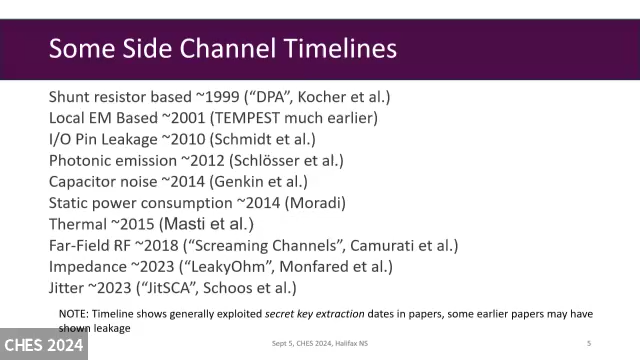 Some Side Channel Timelines
Shunt resistor based ~1999 (“DPA”, Kocher et al.)
Local EM Based ~2001 (TEMPEST much earlier)
I/O Pin Leakage ~2010 (Schmidt et al.)
Photonic emission ~2012 (Schlösser et al.)
Capacitor noise ~2014 (Genkin et al.)
Static power consumption ~2014 (Moradi)
Thermal ~2015 (Masti et al.)
Far-Field RF ~2018 (“Screaming Channels”, Camurati et al.)
Impedance ~2023 (“LeakyOhm”, Monfared et al.)
Jitter ~2023 (“JitSCA”, Schoos et al.)
NOTE: Timeline shows generally exploited secret key extraction dates in papers, some earlier papers may have
shown leakage
CHES 2024
Sept 5, CHES 2024, Halifax NS
5